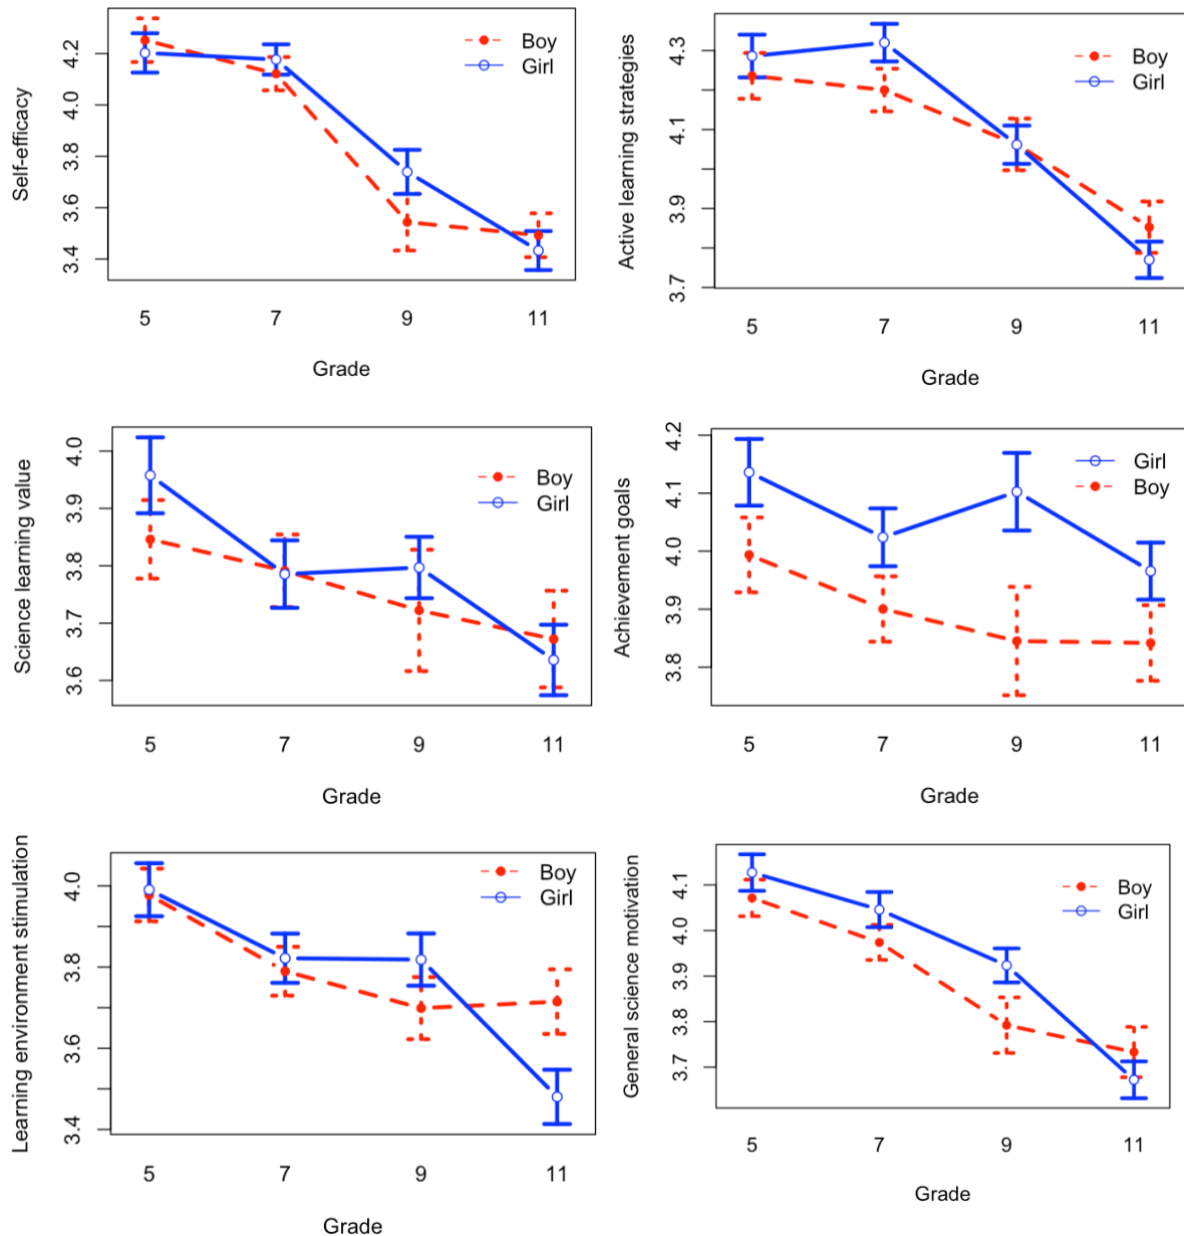 Self-efficacy
4.2
4.0
3.8
3.6
3.4
Boy
Girl
5 7 9 11
Grade
Active learning strategies
4.3
4.1
3.9
3.7
Boy
Girl
5 7 9 11
Grade
Science learning value
4.0
3.9
3.8
3.7
3.6
Boy
Girl
5 7 9 11
Grade
Achievement goals
4.2
4.1
4.0
3.9
3.8
Girl
Boy
5 7 9 11
Grade
Learning environment stimulation
4.0
3.8
3.6
3.4
Boy
Girl
5 7 9 11
Grade
General science motivation
4.1
4.0
3.9
3.8
3.7
Boy
Girl
5 7 9 11
Grade